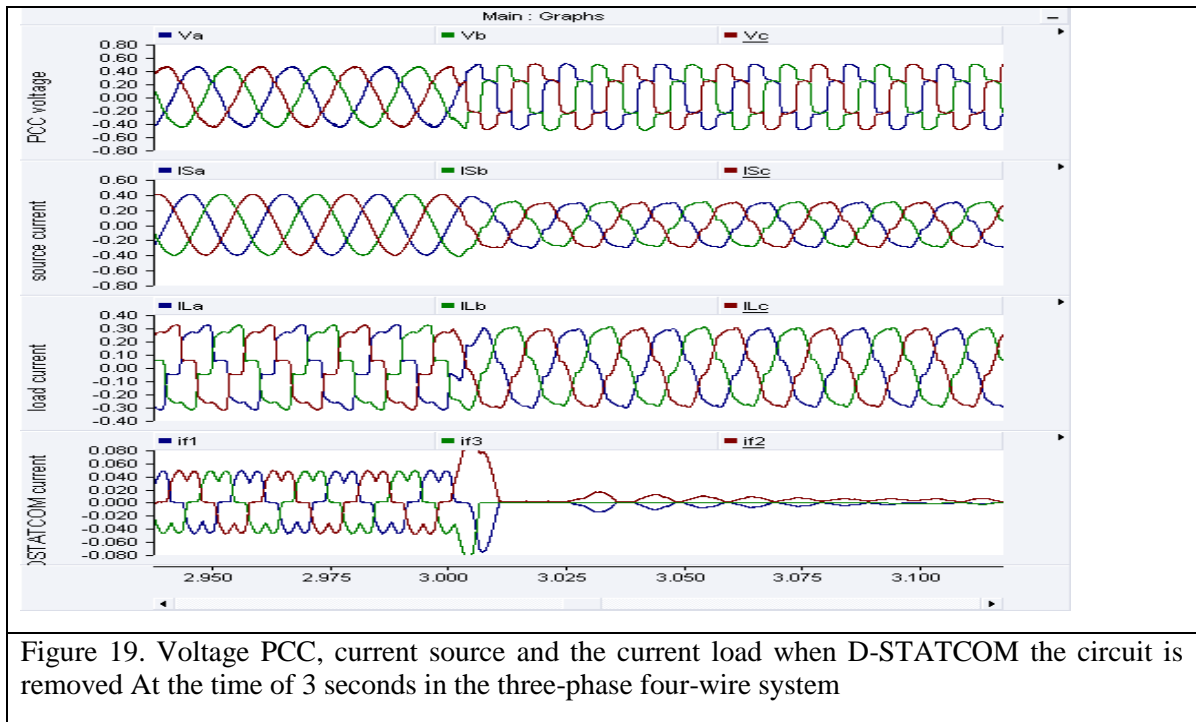 Main : Graphs
Va Vb Vc
PCC voltage
0.80
0.60
0.40
0.20
0.00
-0.20
-0.40
-0.60
-0.80
ISa ISb ISc
source current
0.60
0.40
0.20
0.00
-0.20
-0.40
-0.60
-0.80
ILa ILb ILc
load current
0.40
0.30
0.20
0.10
0.00
-0.10
-0.20
-0.30
-0.40
if1 if3 if2
DSTATCOM current
0.080
0.060
0.040
0.020
0.000
-0.020
-0.040
-0.060
-0.080
2.950 2.975 3.000 3.025 3.050 3.075 3.100
Figure 19. Voltage PCC, current source and the current load when D-STATCOM the circuit is
removed At the time of 3 seconds in the three-phase four-wire system